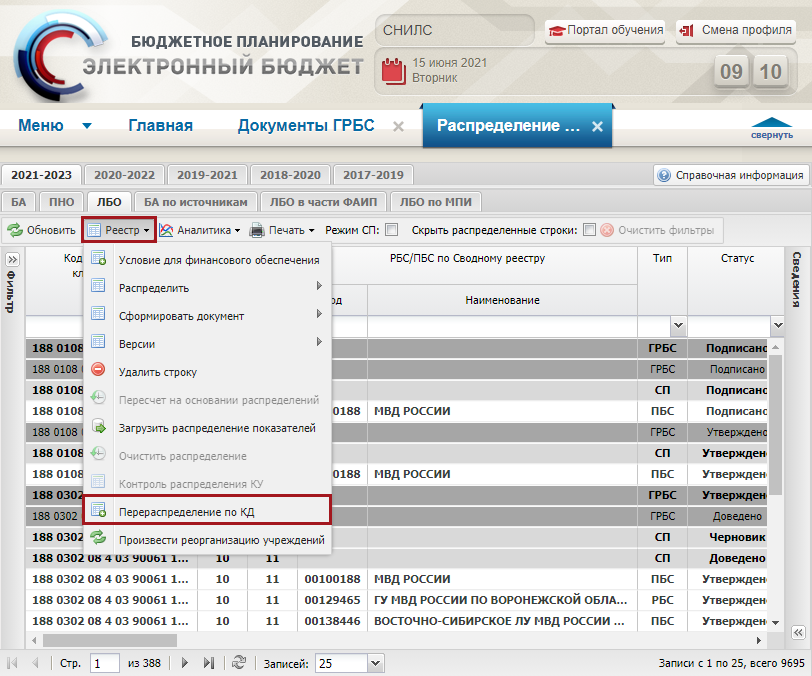 БЮДЖЕТНОЕ ПЛАНИРОВАНИЕ
ЭЛЕКТРОННЫЙ БЮДЖЕТ
СНИЛС
Портал обучения
Смена профиля
15 июня 2021
Вторник
09 10
Меню
Главная
Документы ГРБС
Распределение ...
свернуть
2021-2023 2020-2022 2019-2021 2018-2020 2017-2019
Справочная информация
БА ПНО ЛБО БА по источникам ЛБО в части ФАИП ЛБО по МПИ
Обновить Реестр Аналитика Печать Режим СП: Скрыть распределенные строки: Очистить фильтры
Фильтр
Код
кл
РБС/ПБС по Сводному реестру
Тип
Статус
Сведения
од
Наименование
Условие для финансового обеспечения
Распределить
Сформировать документ
Версии
Удалить строку
Пересчет на основании распределений
Загрузить распределение показателей
Очистить распределение
Контроль распределения КУ
Перераспределение по КД
Произвести реорганизацию учреждений
188 0108 ГРБС Подписано
188 0108 ГРБС Подписано
188 0108 СП Подписано
188 0108 0188 МВД РОССИИ ПБС Подписано
188 0108 ГРБС Утверждено
188 0108 СП Утвержден
188 0108 0188 МВД РОССИИ ПБС Утвержден
188 0302 ГРБС Утвержден
188 0302 ГРБС Доведено
188 0302 СП Черновик
188 0302 08 4 03 90061 1... 10 11 СП Доведено
188 0302 08 4 03 90061 1... 10 11 00100188 МВД РОССИИ ПБС Утвержден
188 0302 08 4 03 90061 1... 10 11 00129465 ГУ МВД РОССИИ ПО ВОРОНЕЖСКОЙ ОБЛА... РБС Утвержден
188 0302 08 4 03 90061 1... 10 11 00138446 ВОСТОЧНО-СИБИРСКОЕ ЛУ МВД РОССИИ ... ПБС Утвержден
Стр. 1 из 388 Записей: 25 Записи с 1 по 25, всего 9695